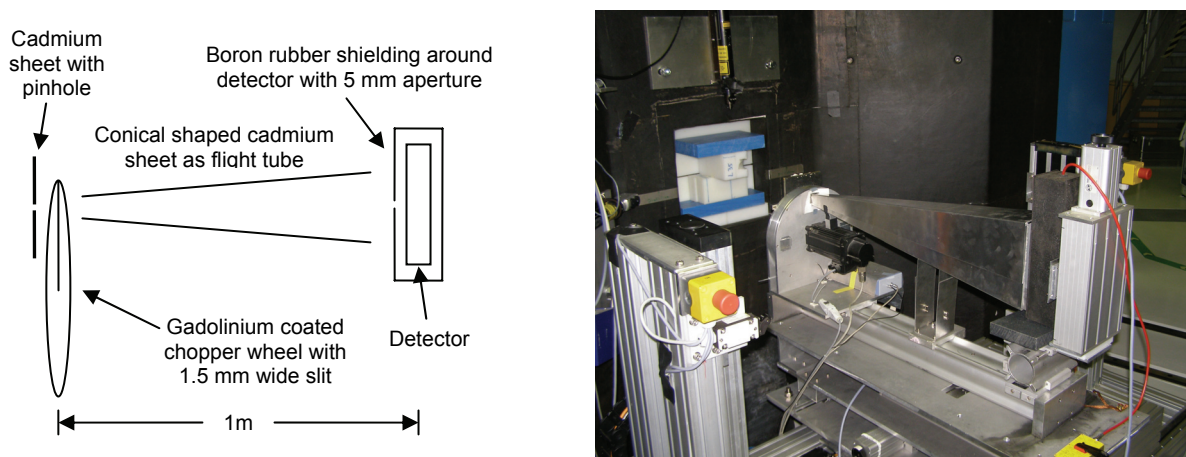 Cadmium
sheet with
pinhole
Boron rubber shielding around
detector with 5 mm aperture
Conical shaped cadmium
sheet as flight tube
Gadolinium coated
chopper wheel with
1.5 mm wide slit
Detector
1m